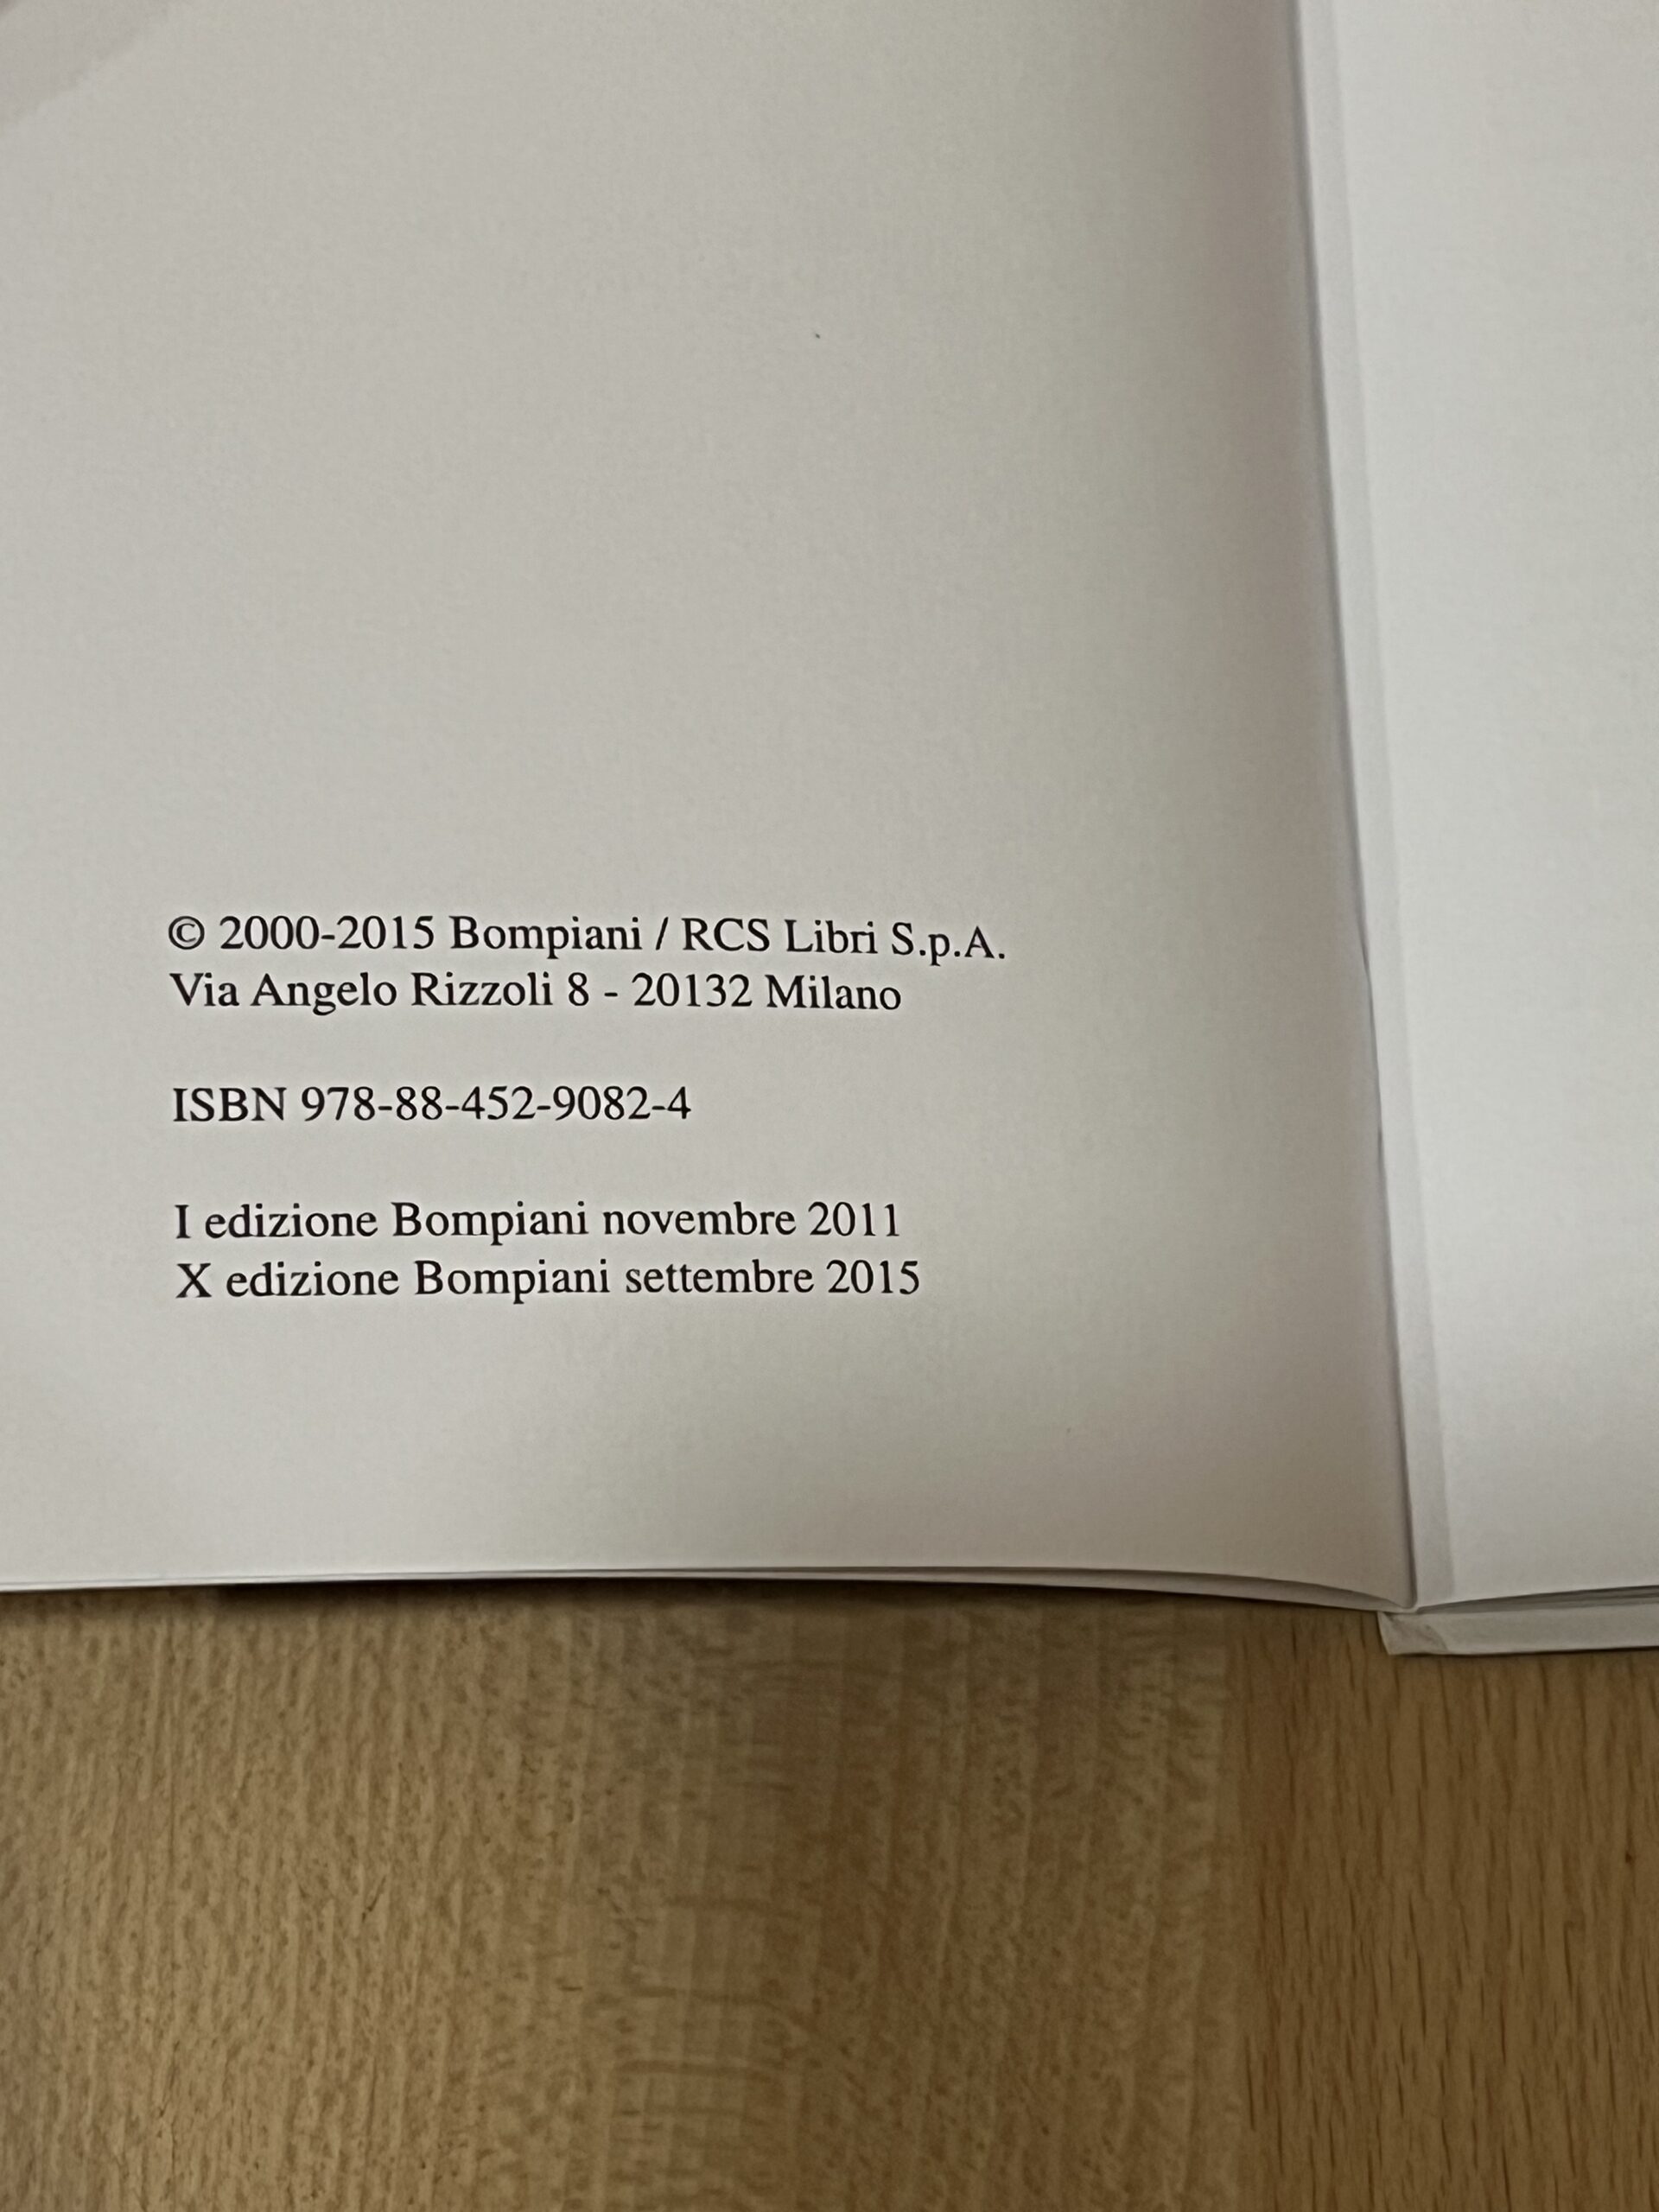 © 2000-2015 Bompiani / RCS Libri S.p.A.
Via Angelo Rizzoli 8 - 20132 Milano
ISBN 978-88-452-9082-4
I edizione Bompiani novembre 2011
X edizione Bompiani settembre 2015